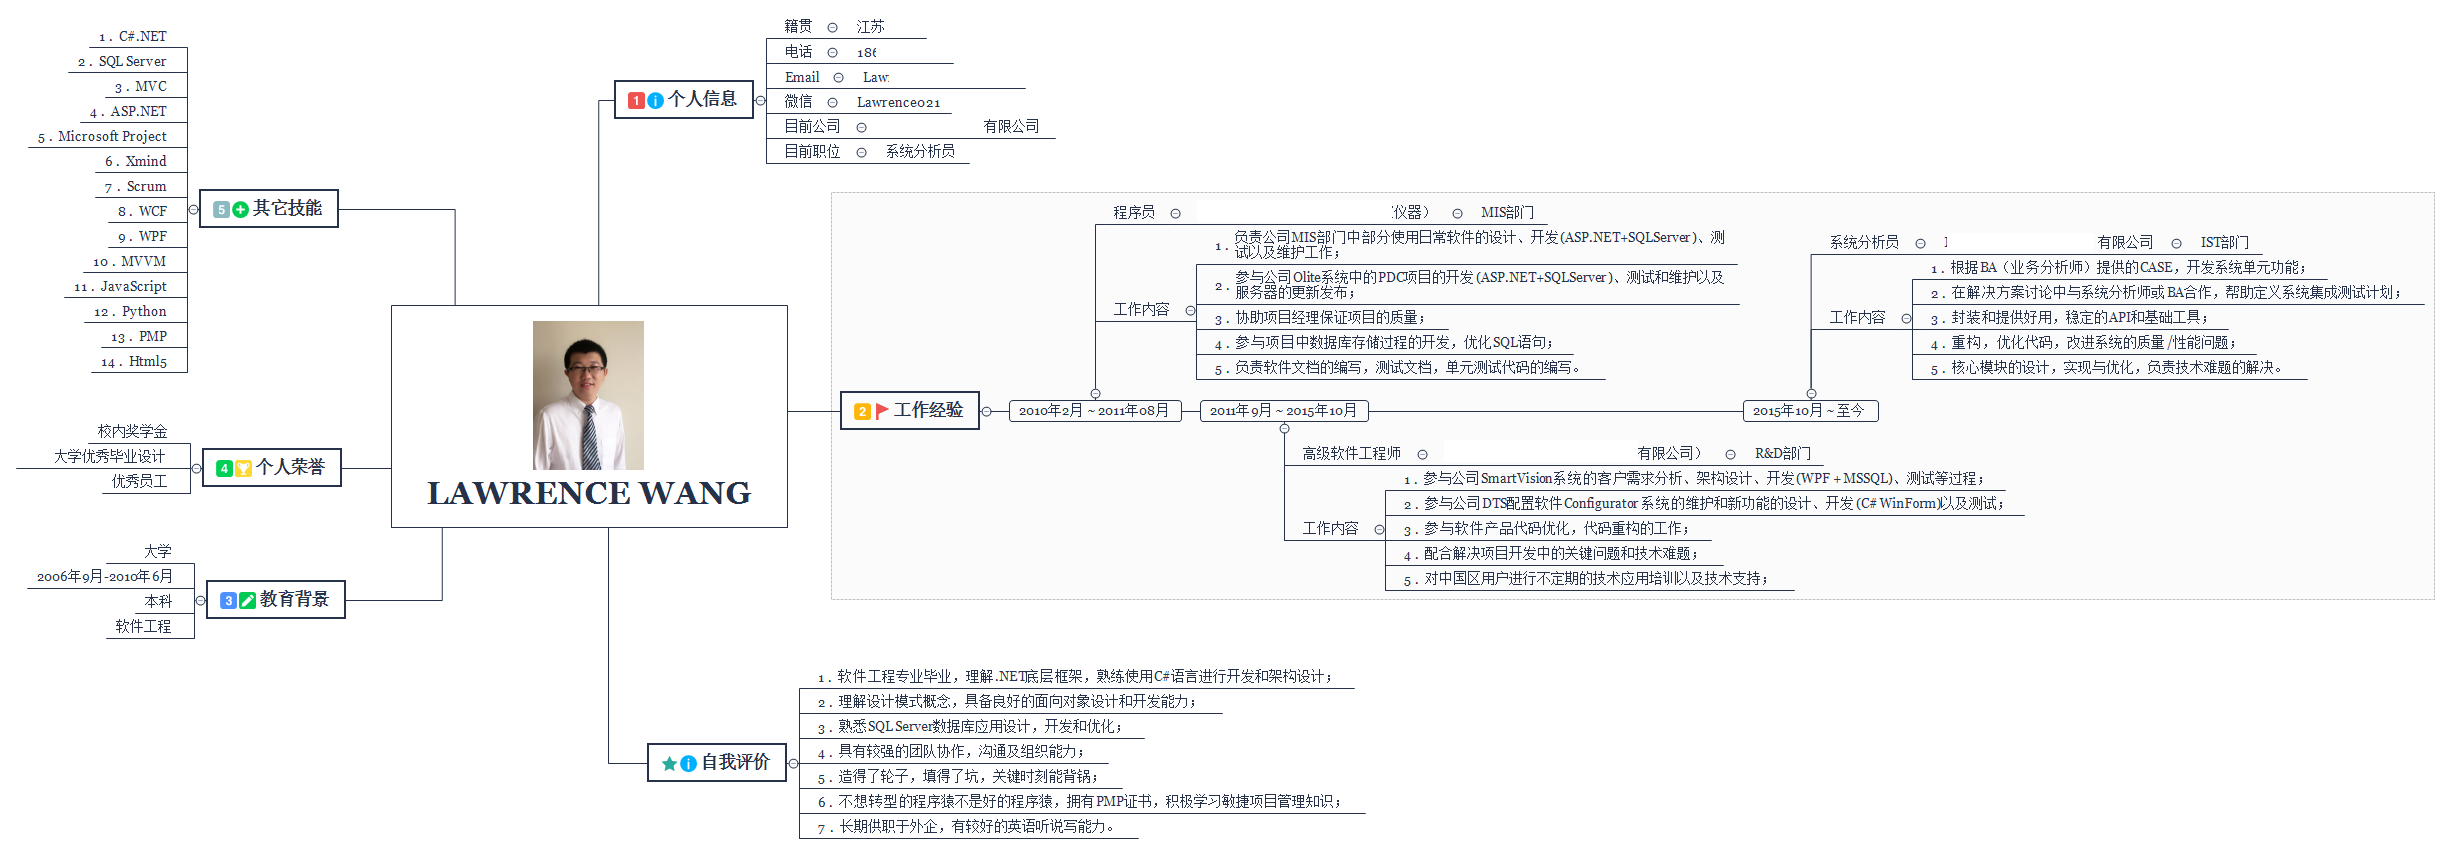 LAWRENCE WANG
个人信息
籍贯 江苏
电话 186
Email Law
微信 Lawrence021
目前公司 有限公司
目前职位 系统分析员
工作经验
2010年2月 ~ 2011年08月
程序员 仪器） MIS部门
工作内容
1. 负责公司MIS部门中部分使用日常软件的设计、开发(ASP.NET+SQLServer)、测
试以及维护工作；
2. 参与公司Olite系统中的PDC项目的开发 (ASP.NET+SQLServer)、测试和维护以及
服务器的更新发布；
3. 协助项目经理保证项目的质量；
4. 参与项目中数据库存储过程的开发，优化SQL语句；
5. 负责软件文档的编写，测试文档，单元测试代码的编写。
2011年9月 ~ 2015年10月
高级软件工程师 有限公司） R&D部门
工作内容
1. 参与公司SmartVision系统的客户需求分析、架构设计、开发(WPF + MSSQL)、测试等过程；
2. 参与公司DTS配置软件Configurator 系统的维护和新功能的设计、开发 (C# WinForm)以及测试；
3. 参与软件产品代码优化，代码重构的工作；
4. 配合解决项目开发中的关键问题和技术难题；
5. 对中国区用户进行不定期的技术应用培训以及技术支持；
2015年10月 ~ 至今
系统分析员 有限公司 IST部门
工作内容
1. 根据BA（业务分析师）提供的CASE，开发系统单元功能；
2. 在解决方案讨论中与系统分析师或BA合作，帮助定义系统集成测试计划；
3. 封装和提供好用，稳定的API和基础工具；
4. 重构，优化代码，改进系统的质量/性能问题；
5. 核心模块的设计，实现与优化，负责技术难题的解决。
教育背景
大学
2006年9月-2010年6月
本科
软件工程
个人荣誉
校内奖学金
大学优秀毕业设计
优秀员工
其它技能
1. C#.NET
2. SQL Server
3. MVC
4. ASP.NET
5. Microsoft Project
6. Xmind
7. Scrum
8. WCF
9. WPF
10. MVVM
11. JavaScript
12. Python
13. PMP
14. Html5
自我评价
1. 软件工程专业毕业，理解.NET底层框架，熟练使用C#语言进行开发和架构设计；
2. 理解设计模式概念，具备良好的面向对象设计和开发能力；
3. 熟悉SQL Server数据库应用设计，开发和优化；
4. 具有较强的团队协作，沟通及组织能力；
5. 造得了轮子，填得了坑，关键时刻能背锅；
6. 不想转型的程序猿不是好的程序猿，拥有PMP证书，积极学习敏捷项目管理知识；
7. 长期供职于外企，有较好的英语听说写能力。